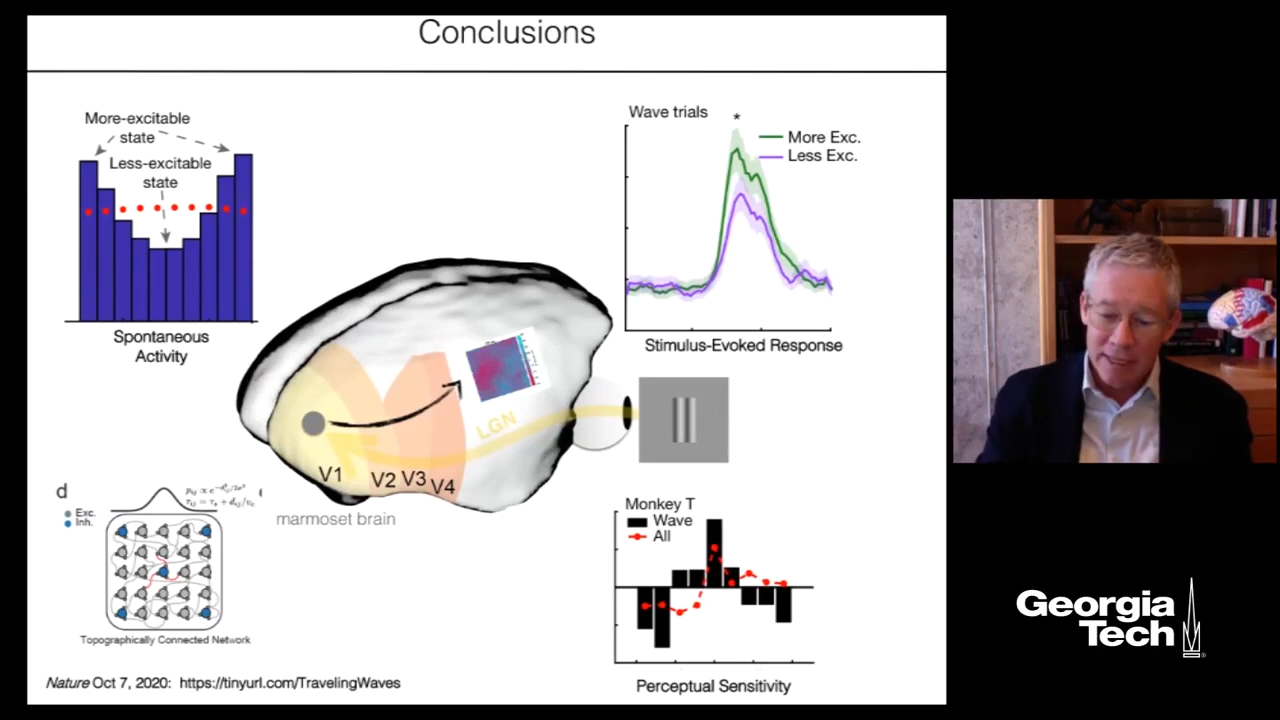 Conclusions
More-excitable
state
Less-excitable
state
Spontaneous
Activity
Wave trials
*
More Exc.
Less Exc.
Stimulus-Evoked Response
LGN
V1
V2 V3 V4
marmoset brain
d
Exc.
Inh.
Topographically Connected Network
Monkey T
Wave
All
Perceptual Sensitivity
Nature Oct 7, 2020: https://tinyurl.com/TravelingWaves
Georgia
Tech